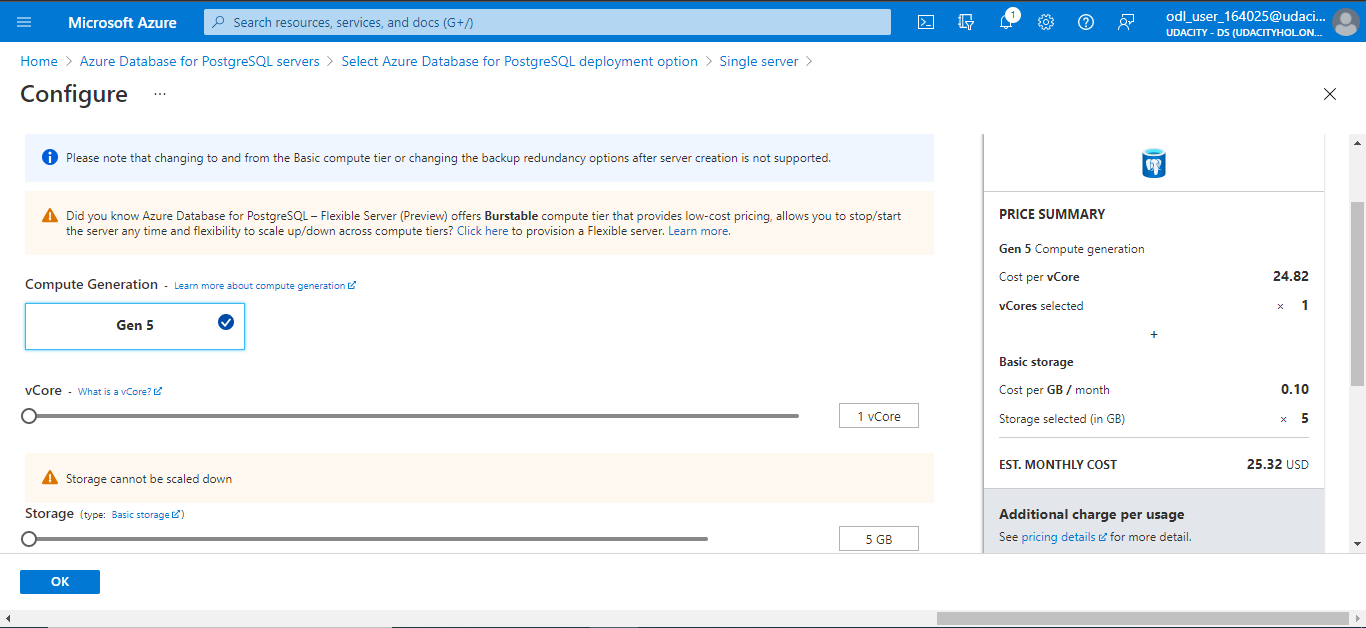 Microsoft Azure
Search resources, services, and docs (G+/)
1
odl_user_164025@udaci...
UDACITY - DS (UDACITYHOL.ON...
Home > Azure Database for PostgreSQL servers > Select Azure Database for PostgreSQL deployment option > Single server >
Configure ...
Please note that changing to and from the Basic compute tier or changing the backup redundancy options after server creation is not supported.
Did you know Azure Database for PostgreSQL – Flexible Server (Preview) offers Burstable compute tier that provides low-cost pricing, allows you to stop/start
the server any time and flexibility to scale up/down across compute tiers? Click here to provision a Flexible server. Learn more.
Compute Generation - Learn more about compute generation
Gen 5
vCore - What is a vCore?
1 vCore
Storage cannot be scaled down
Storage (type: Basic storage)
5 GB
OK
PRICE SUMMARY
Gen 5 Compute generation
Cost per vCore 24.82
vCores selected × 1
+
Basic storage
Cost per GB / month 0.10
Storage selected (in GB) × 5
EST. MONTHLY COST 25.32 USD
Additional charge per usage
See pricing details for more detail.